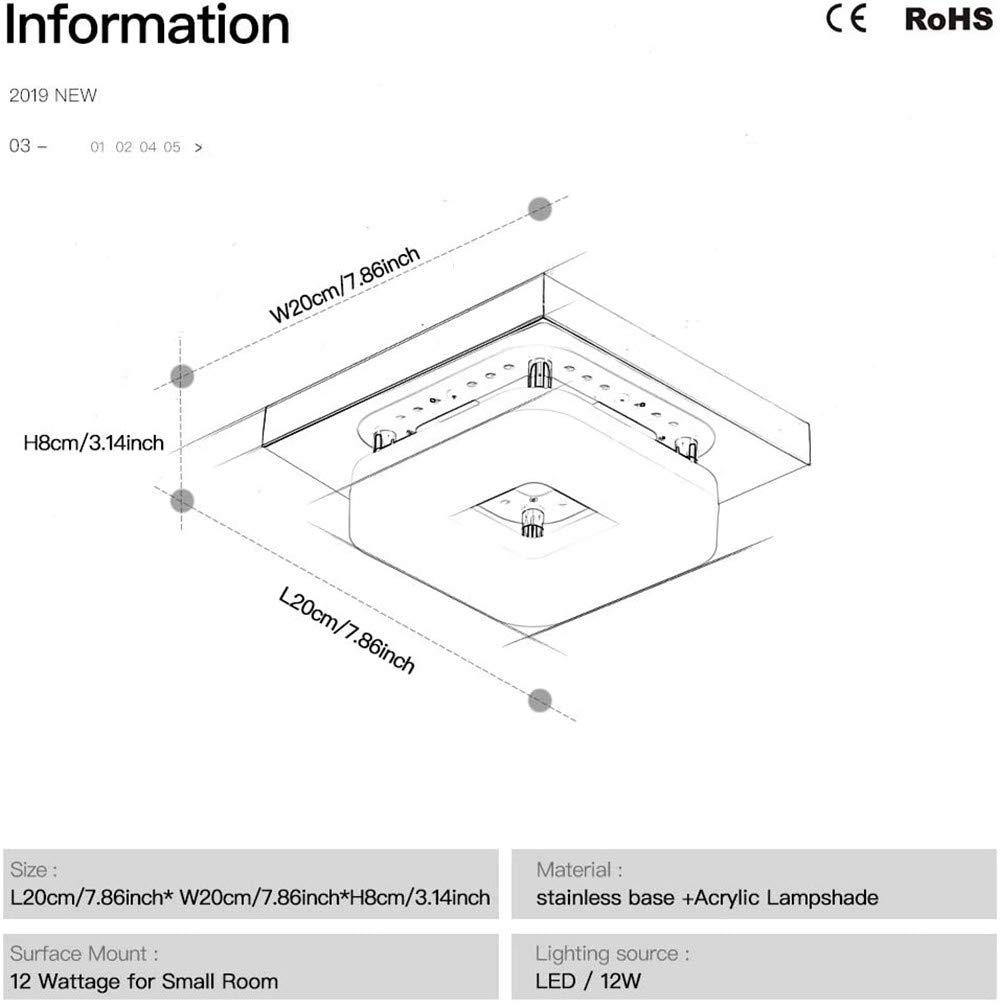 Information
CE RoHS
2019 NEW
03 – 01 02 04 05 >
W20cm/7.86inch
H8cm/3.14inch
L20cm/7.86inch
Size :
L20cm/7.86inch* W20cm/7.86inch*H8cm/3.14inch
Material :
stainless base +Acrylic Lampshade
Surface Mount :
12 Wattage for Small Room
Lighting source :
LED / 12W